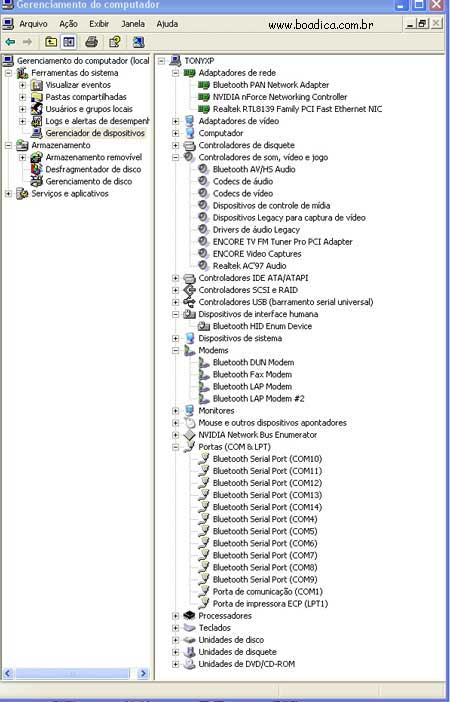 Gerenciamento do computador
Arquivo Ação Exibir Janela Ajuda
www.boadica.com.br
Gerenciamento do computador (local
Ferramentas do sistema
Visualizar eventos
Pastas compartilhadas
Usuários e grupos locais
Logs e alertas de desempenh
Gerenciador de dispositivos
Armazenamento
Armazenamento removível
Desfragmentador de disco
Gerenciamento de disco
Serviços e aplicativos
TONYXP
Adaptadores de rede
Bluetooth PAN Network Adapter
NVIDIA nForce Networking Controller
Realtek RTL8139 Family PCI Fast Ethernet NIC
Adaptadores de vídeo
Computador
Controladores de disquete
Controladores de som, vídeo e jogo
Bluetooth AV/HS Audio
Codecs de áudio
Codecs de vídeo
Dispositivos de controle de mídia
Dispositivos Legacy para captura de vídeo
Drivers de áudio Legacy
ENCORE TV FM Tuner Pro PCI Adapter
ENCORE Video Captures
Realtek AC'97 Audio
Controladores IDE ATA/ATAPI
Controladores SCSI e RAID
Controladores USB (barramento serial universal)
Dispositivos de interface humana
Bluetooth HID Enum Device
Dispositivos de sistema
Modems
Bluetooth DUN Modem
Bluetooth Fax Modem
Bluetooth LAP Modem
Bluetooth LAP Modem #2
Monitores
Mouse e outros dispositivos apontadores
NVIDIA Network Bus Enumerator
Portas (COM & LPT)
Bluetooth Serial Port (COM10)
Bluetooth Serial Port (COM11)
Bluetooth Serial Port (COM12)
Bluetooth Serial Port (COM13)
Bluetooth Serial Port (COM14)
Bluetooth Serial Port (COM4)
Bluetooth Serial Port (COM5)
Bluetooth Serial Port (COM6)
Bluetooth Serial Port (COM7)
Bluetooth Serial Port (COM8)
Bluetooth Serial Port (COM9)
Porta de comunicação (COM1)
Porta de impressora ECP (LPT1)
Processadores
Teclados
Unidades de disco
Unidades de disquete
Unidades de DVD/CD-ROM